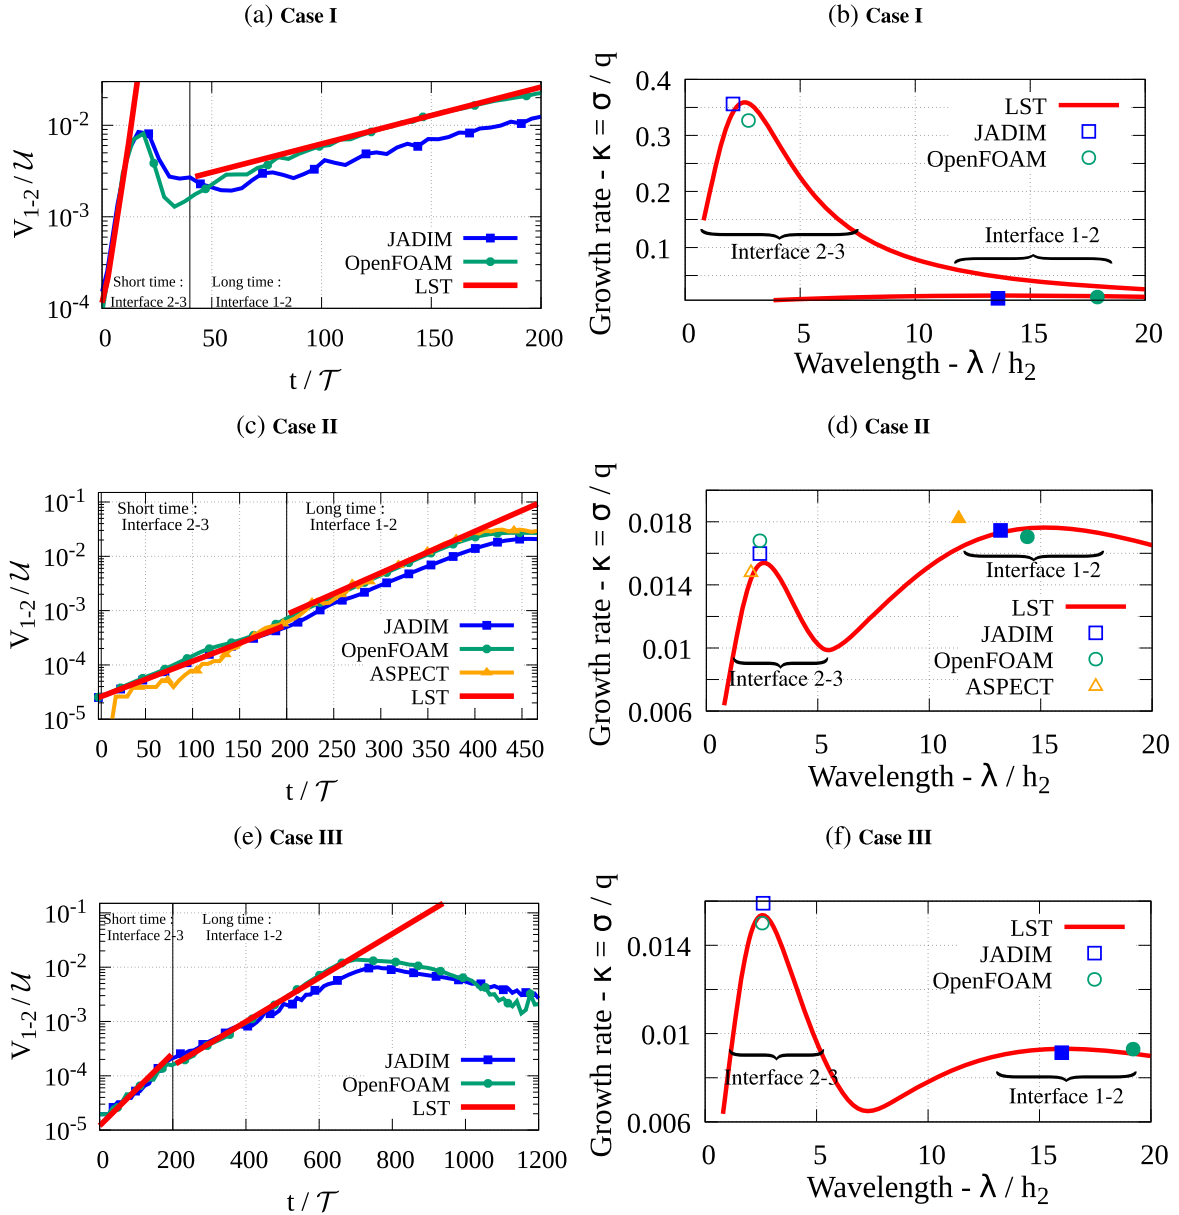 (a) Case I
V1-2 / U
10-2
10-3
10-4
Short time :
Interface 2-3
Long time :
Interface 1-2
JADIM
OpenFOAM
LST
0 50 100 150 200
t / T
(b) Case I
Growth rate - κ = σ / q
0.4
0.3
0.2
0.1
LST
JADIM
OpenFOAM
Interface 2-3
Interface 1-2
0 5 10 15 20
Wavelength - λ / h2
(c) Case II
V1-2 / U
10-1
10-2
10-3
10-4
10-5
Short time :
Interface 2-3
Long time :
Interface 1-2
JADIM
OpenFOAM
ASPECT
LST
0 50 100 150 200 250 300 350 400 450
t / T
(d) Case II
Growth rate - κ = σ / q
0.018
0.014
0.01
0.006
Interface 1-2
LST
JADIM
OpenFOAM
ASPECT
Interface 2-3
0 5 10 15 20
Wavelength - λ / h2
(e) Case III
V1-2 / U
10-1
10-2
10-3
10-4
10-5
Short time :
Interface 2-3
Long time :
Interface 1-2
JADIM
OpenFOAM
LST
0 200 400 600 800 1000 1200
t / T
(f) Case III
Growth rate - κ = σ / q
0.014
0.01
0.006
LST
JADIM
OpenFOAM
Interface 2-3
Interface 1-2
0 5 10 15 20
Wavelength - λ / h2